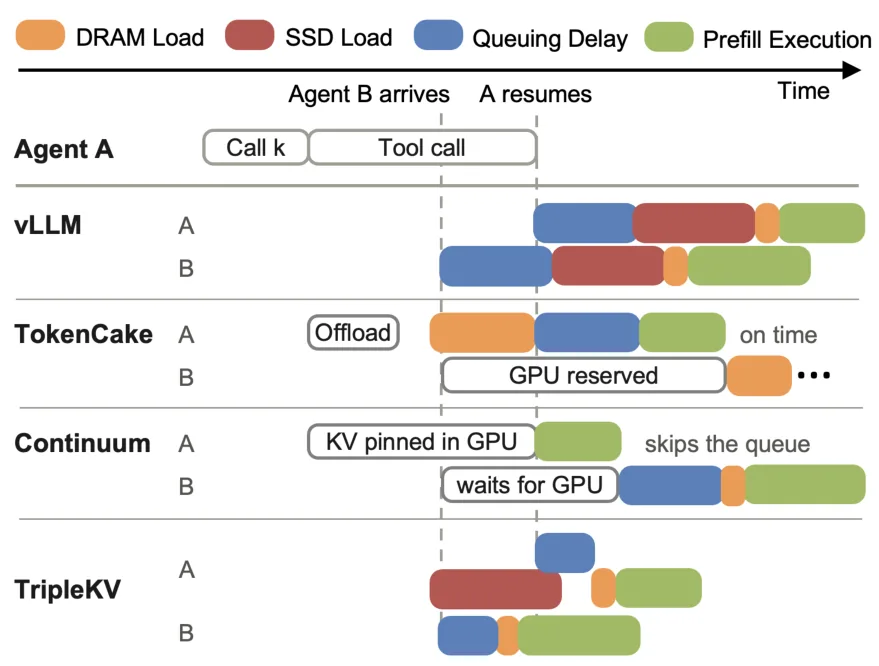 DRAM Load SSD Load Queuing Delay Prefill Execution
Agent B arrives A resumes Time
Agent A Call k Tool call
vLLM A
B
TokenCake A Offload on time
B GPU reserved ...
Continuum A KV pinned in GPU skips the queue
B waits for GPU
TripleKV A
B